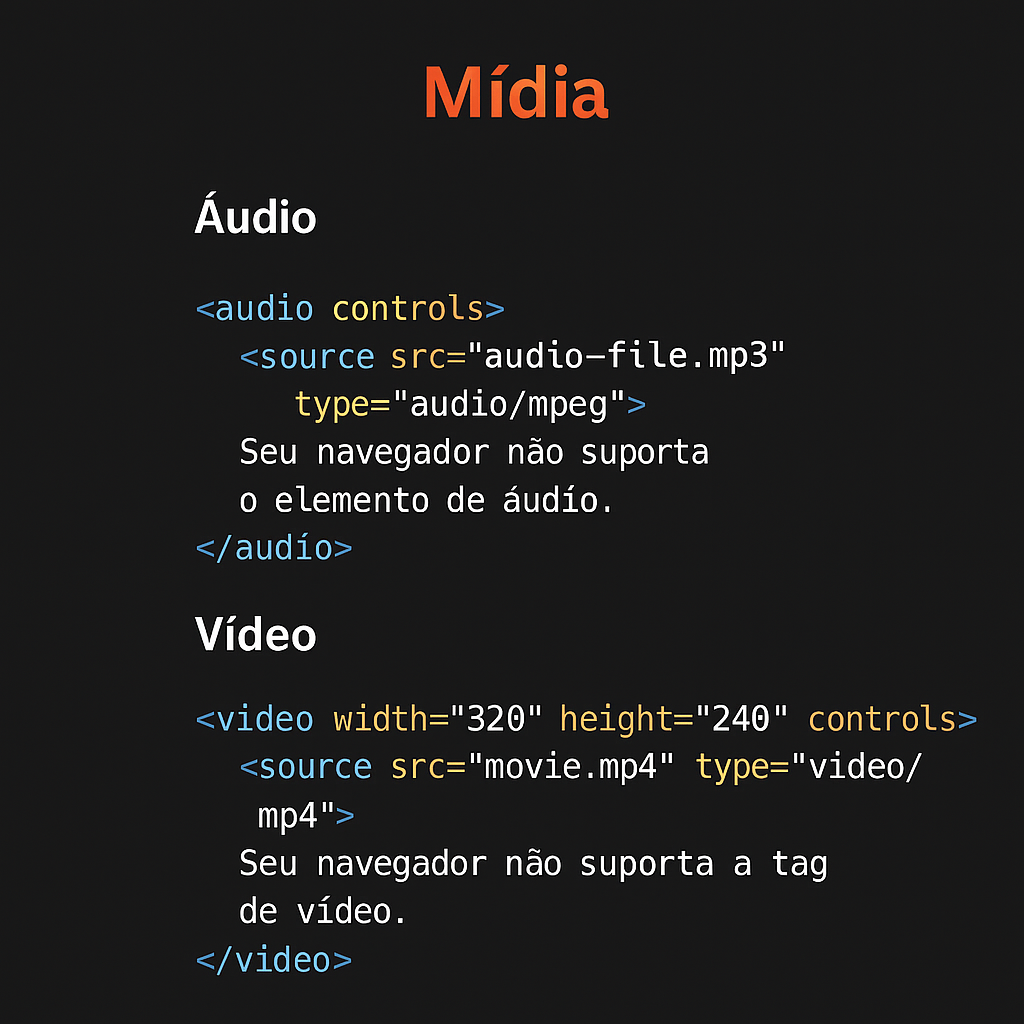 Mídia
Áudio
<audio controls>
<source src="audio–file.mp3"
type="audio/mpeg">
Seu navegador não suporta
o elemento de áudío.
</audío>
Vídeo
<video width="320" height="240" controls>
<source src="movie.mp4" type="video/
mp4">
Seu navegador não suporta a tag
de vídeo.
</video>